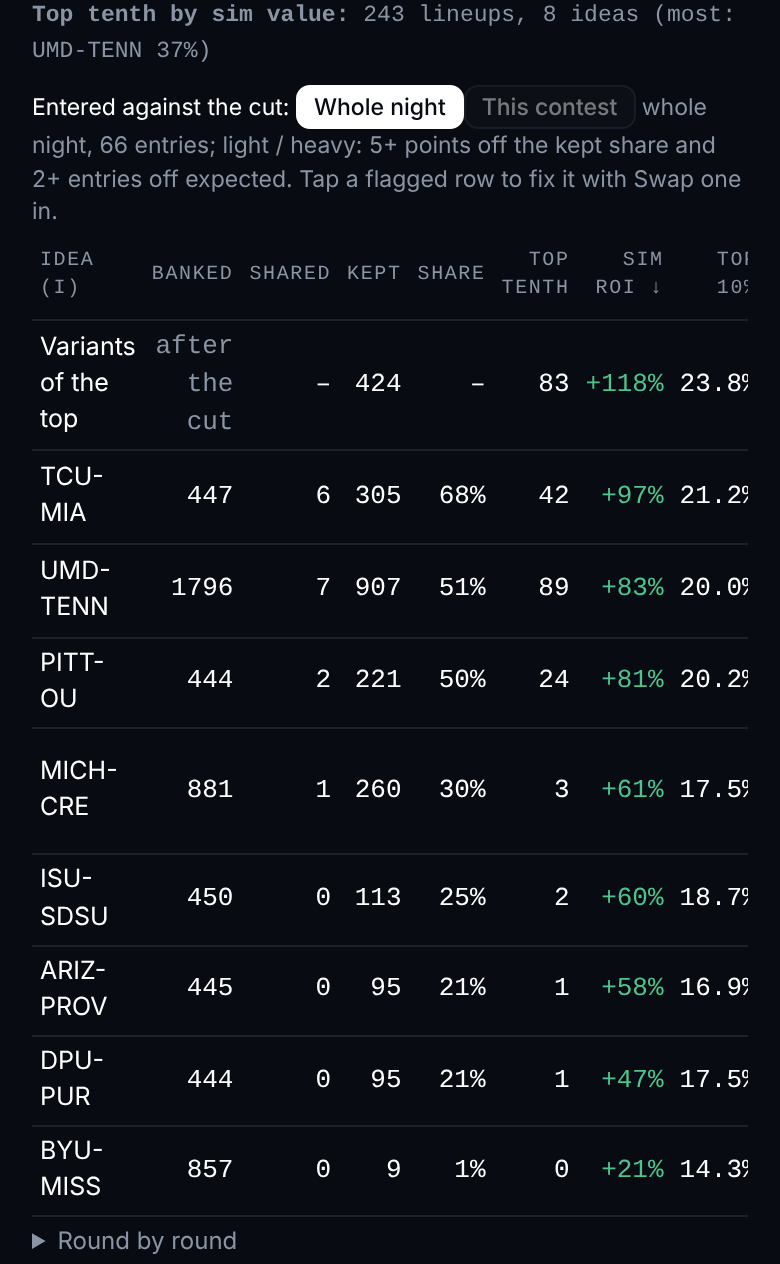 Top tenth by sim value: 243 lineups, 8 ideas (most:
UMD-TENN 37%)
Entered against the cut: Whole night This contest whole
night, 66 entries; light / heavy: 5+ points off the kept share and
2+ entries off expected. Tap a flagged row to fix it with Swap one
in.
IDEA (I) BANKED SHARED KEPT SHARE TOP TENTH SIM ROI ↓ TOP 10%
Variants of the top after the cut – 424 – 83 +118% 23.8%
TCU-MIA 447 6 305 68% 42 +97% 21.2%
UMD-TENN 1796 7 907 51% 89 +83% 20.0%
PITT-OU 444 2 221 50% 24 +81% 20.2%
MICH-CRE 881 1 260 30% 3 +61% 17.5%
ISU-SDSU 450 0 113 25% 2 +60% 18.7%
ARIZ-PROV 445 0 95 21% 1 +58% 16.9%
DPU-PUR 444 0 95 21% 1 +47% 17.5%
BYU-MISS 857 0 9 1% 0 +21% 14.3%
▶ Round by round